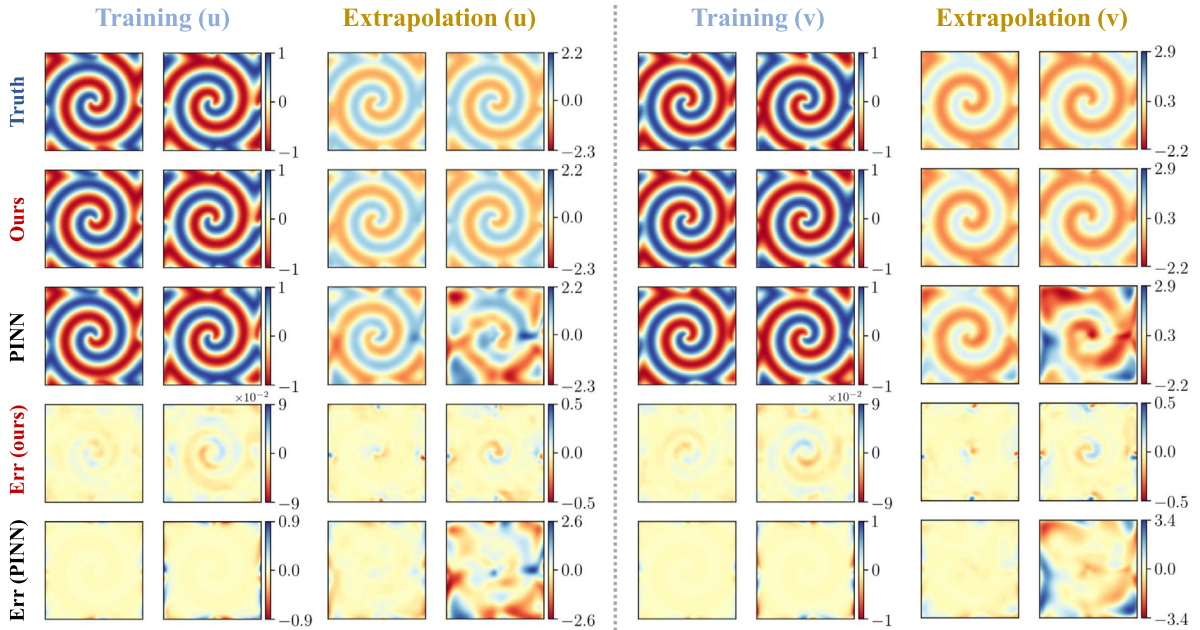 Training (u) Extrapolation (u) Training (v) Extrapolation (v)
Truth 1 0 −1 2.2 0.0 −2.3 1 0 −1 2.9 0.3 −2.2
Ours 1 0 −1 2.2 0.0 −2.3 1 0 −1 2.9 0.3 −2.2
PINN 1 0 −1 2.2 0.0 −2.3 1 0 −1 2.9 0.3 −2.2
×10⁻² ×10⁻²
Err (ours) 9 0 −9 0.5 0.0 −0.5 9 0 −9 0.5 0.0 −0.5
Err (PINN) 0.9 0.0 −0.9 2.6 0.0 −2.6 1 0 −1 3.4 0.0 −3.4